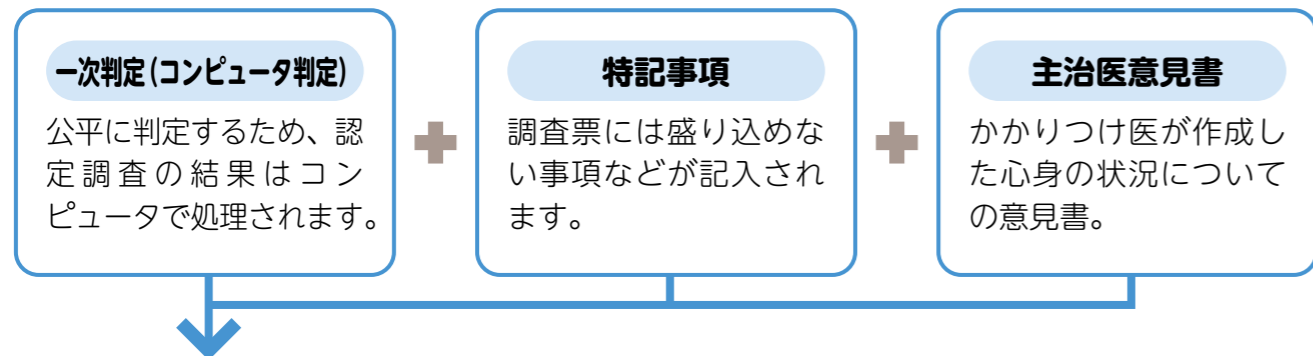 一次判定(コンピュータ判定)
公平に判定するため、認
定調査の結果はコン
ピュータで処理されます。
特記事項
調査票には盛り込めな
い事項などが記入され
ます。
主治医意見書
かかりつけ医が作成し
た心身の状況について
の意見書。